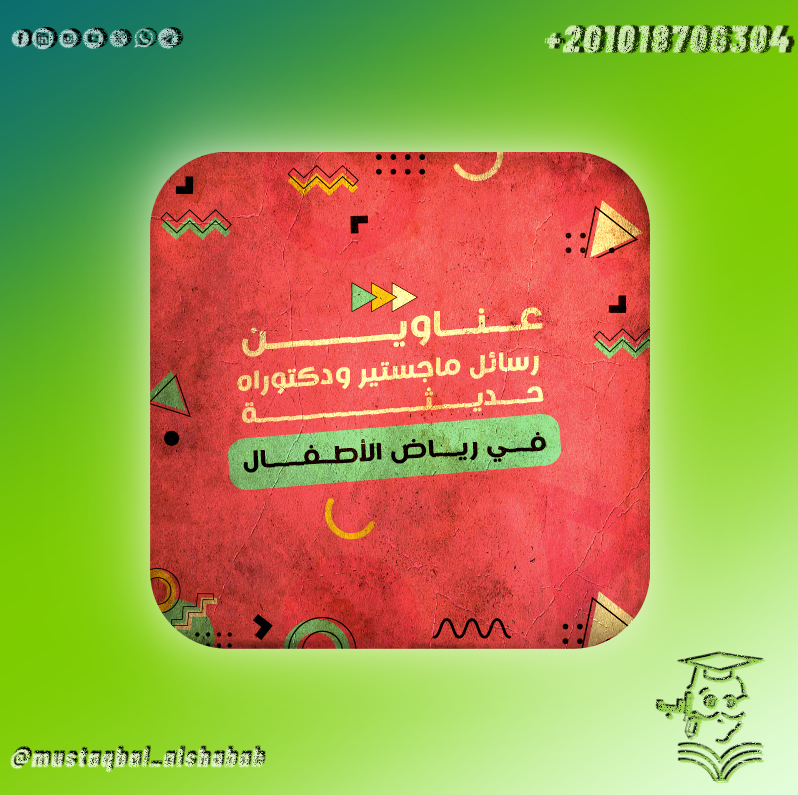 +201018706304
عناوين
رسائل ماجستير ودكتوراه
حديثة
في رياض الأطفال
@mustaqbal_alshabab